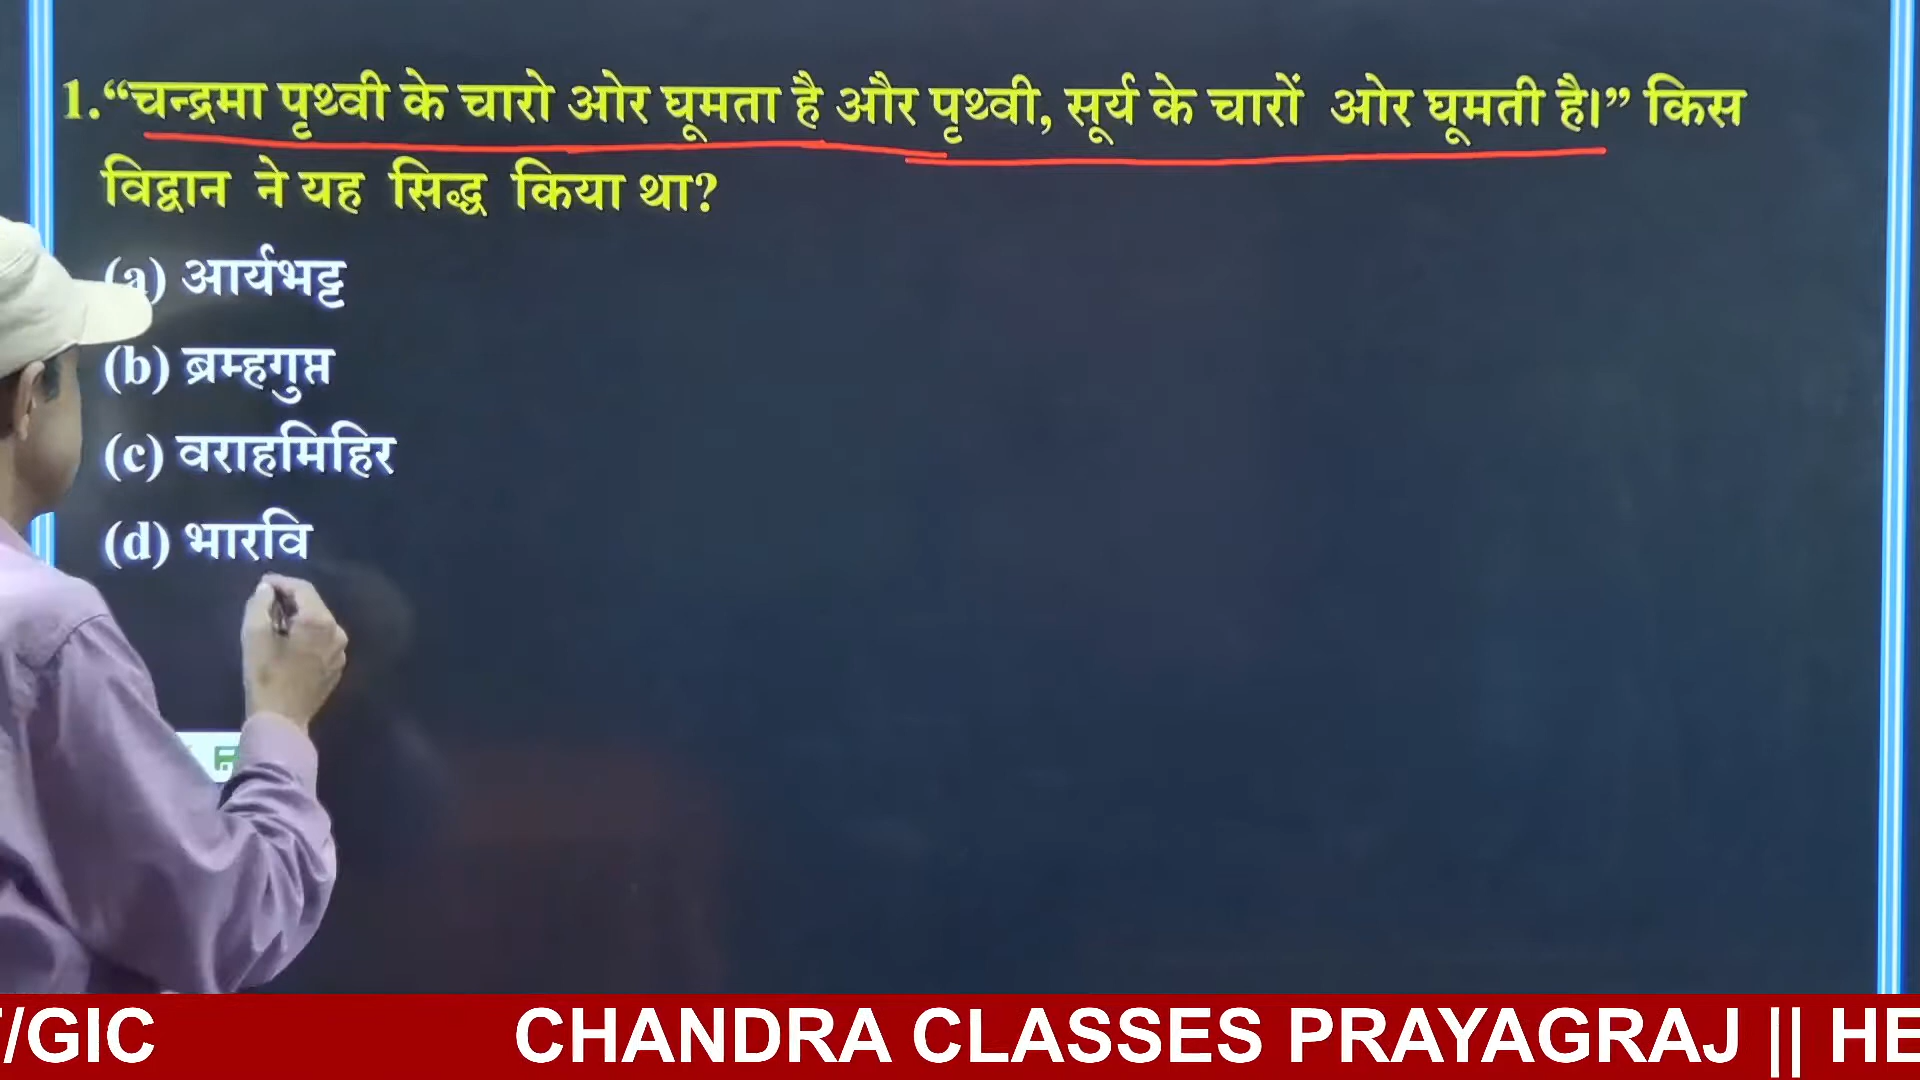 1.“चन्द्रमा पृथ्वी के चारो ओर घूमता है और पृथ्वी, सूर्य के चारों ओर घूमती है।” किस
विद्वान ने यह सिद्ध किया था?
(a) आर्यभट्ट
(b) ब्रम्हगुप्त
(c) वराहमिहिर
(d) भारवि
/GIC CHANDRA CLASSES PRAYAGRAJ || HE